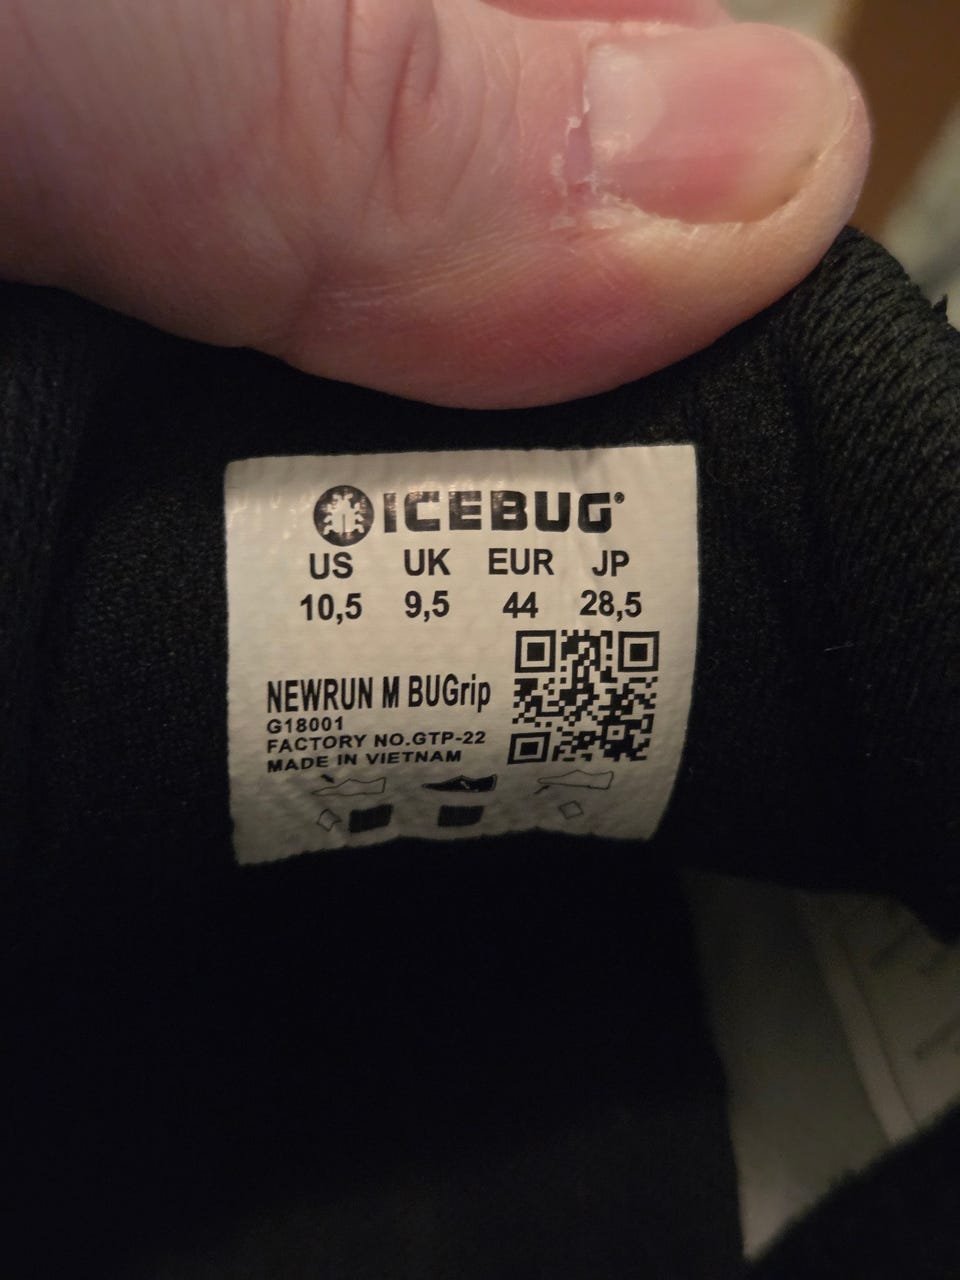 ICEBUG®
US UK EUR JP
10,5 9,5 44 28,5
NEWRUN M BUGrip
G18001
FACTORY NO.GTP-22
MADE IN VIETNAM